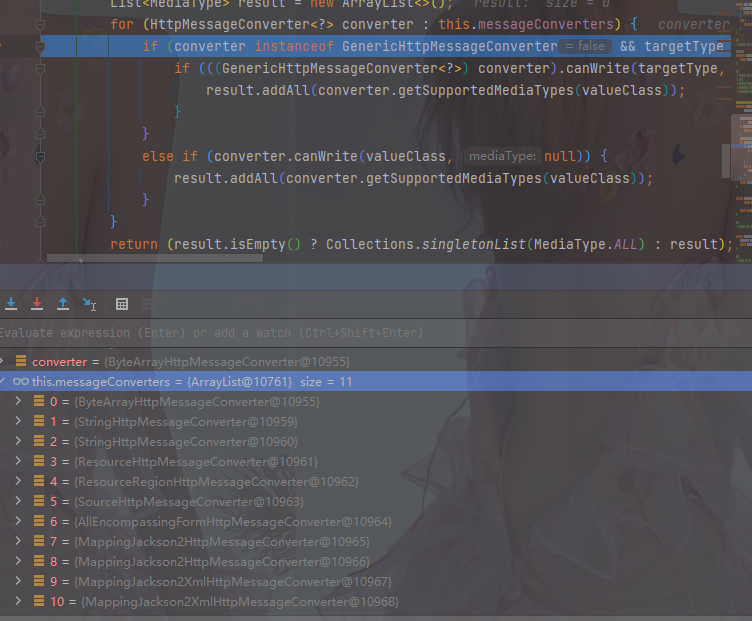 List<MediaType> result = new ArrayList<>(); result: size = 0
for (HttpMessageConverter<?> converter : this.messageConverters) { converter
if (converter instanceof GenericHttpMessageConverter = false && targetType
if (((GenericHttpMessageConverter<?>) converter).canWrite(targetType,
result.addAll(converter.getSupportedMediaTypes(valueClass));
}
}
else if (converter.canWrite(valueClass, mediaType: null)) {
result.addAll(converter.getSupportedMediaTypes(valueClass));
}
}
return (result.isEmpty() ? Collections.singletonList(MediaType.ALL) : result);
Evaluate expression (Enter) or add a watch (Ctrl+Shift+Enter)
converter = {ByteArrayHttpMessageConverter@10955}
this.messageConverters = {ArrayList@10761} size = 11
0 = {ByteArrayHttpMessageConverter@10955}
1 = {StringHttpMessageConverter@10959}
2 = {StringHttpMessageConverter@10960}
3 = {ResourceHttpMessageConverter@10961}
4 = {ResourceRegionHttpMessageConverter@10962}
5 = {SourceHttpMessageConverter@10963}
6 = {AllEncompassingFormHttpMessageConverter@10964}
7 = {MappingJackson2HttpMessageConverter@10965}
8 = {MappingJackson2HttpMessageConverter@10966}
9 = {MappingJackson2XmlHttpMessageConverter@10967}
10 = {MappingJackson2XmlHttpMessageConverter@10968}